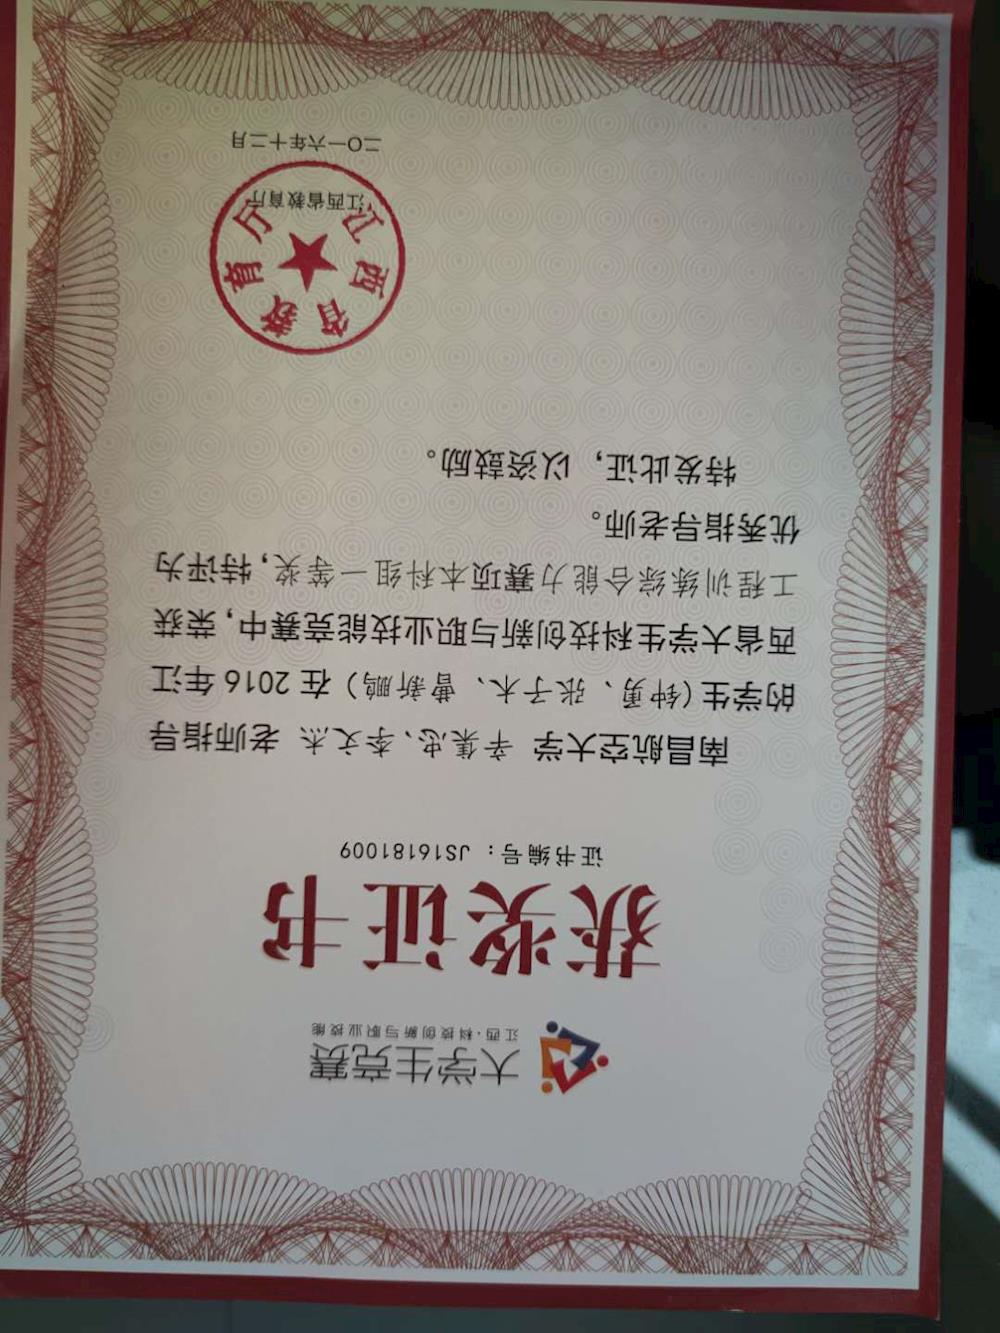 大学生竞赛
江西·科技创新与职业技能
获奖证书
证书编号：JS16181009
南昌航空大学 辛集忠、李文杰 老师指导
的学生(钟勇、张子木、曹新鹏)在2016年江
西省大学生科技创新与职业技能竞赛中,荣获
工程训练综合能力赛项本科组一等奖,特评为
优秀指导老师。
特发此证，以资鼓励。
江西省教育厅
江西省教育厅
二〇一六年十二月